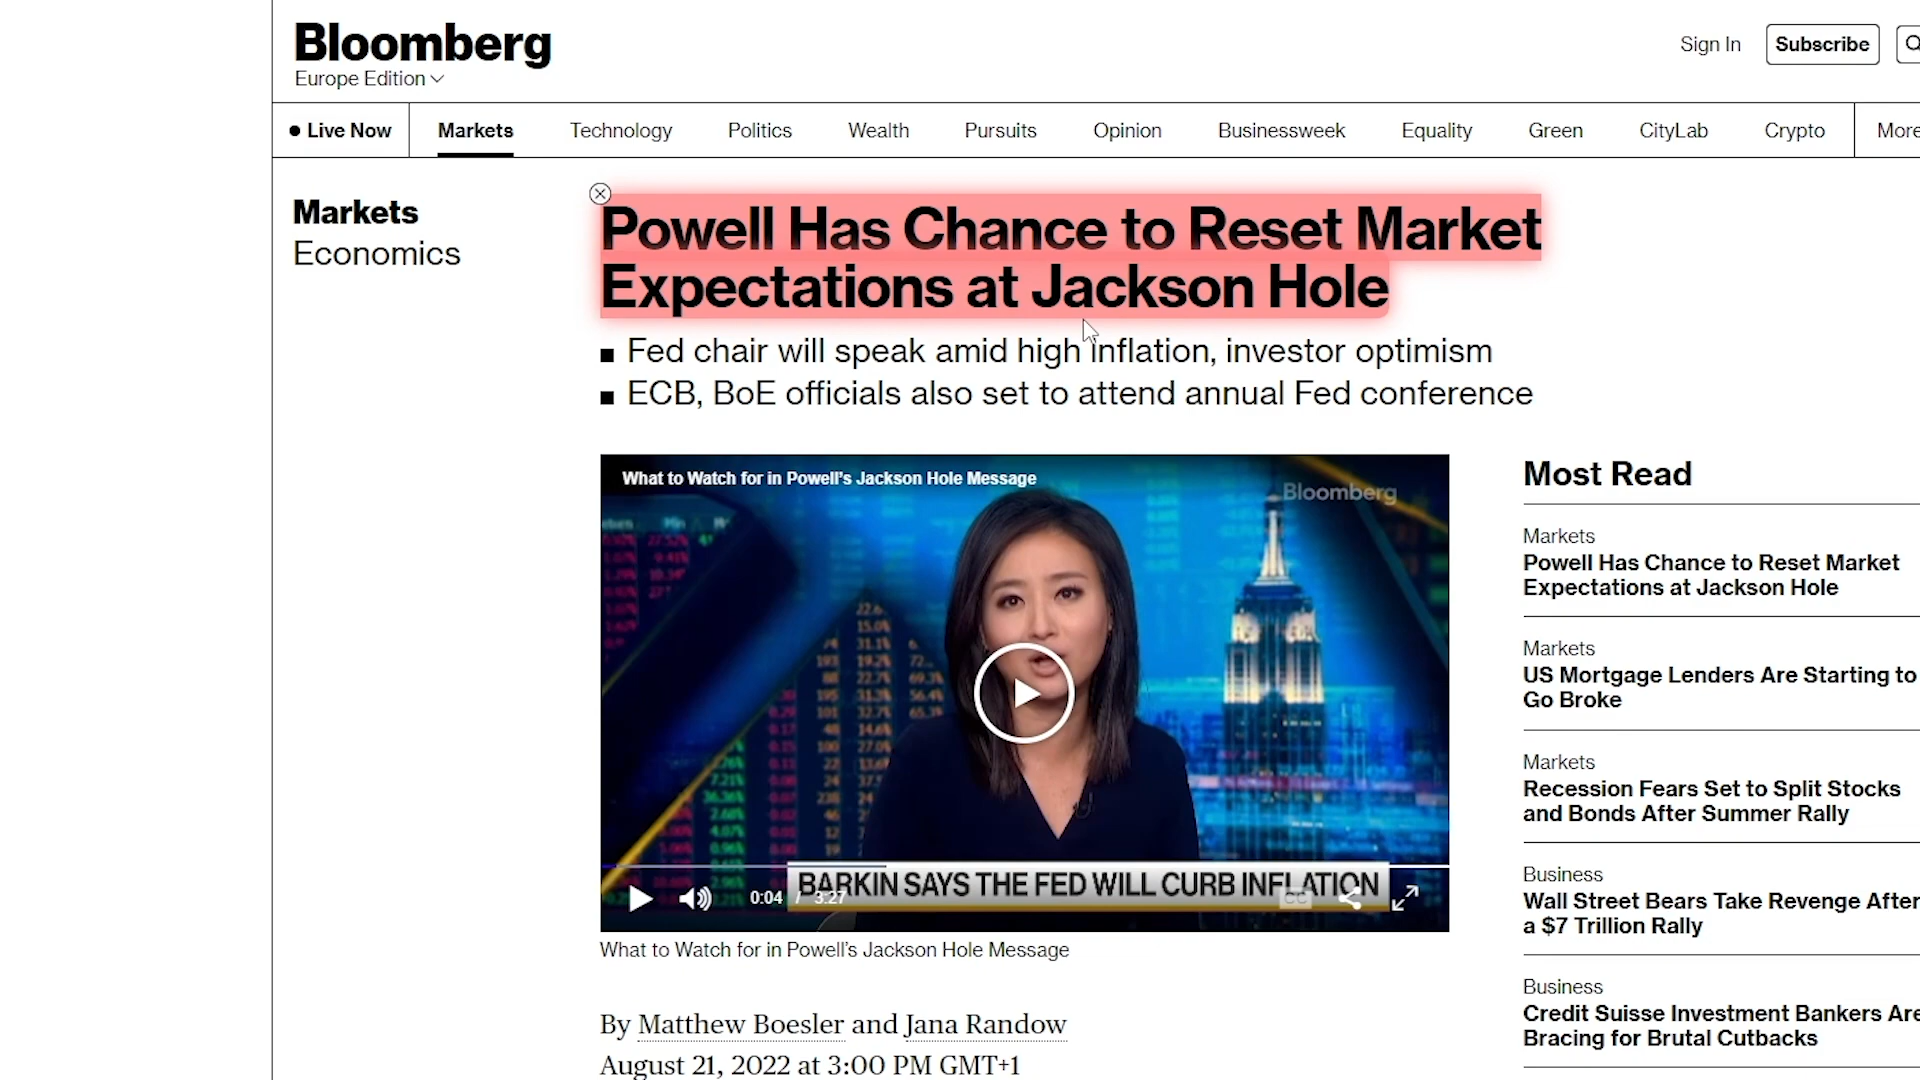 Bloomberg
Europe Edition
Sign In
Subscribe
Live Now
Markets
Technology
Politics
Wealth
Pursuits
Opinion
Businessweek
Equality
Green
CityLab
Crypto
More
Markets
Economics
Powell Has Chance to Reset Market
Expectations at Jackson Hole
Fed chair will speak amid high inflation, investor optimism
ECB, BoE officials also set to attend annual Fed conference
What to Watch for in Powell's Jackson Hole Message
Bloomberg
BARKIN SAYS THE FED WILL CURB INFLATION
0:04 / 3:27
CC
What to Watch for in Powell's Jackson Hole Message
By Matthew Boesler and Jana Randow
August 21, 2022 at 3:00 PM GMT+1
Most Read
Markets
Powell Has Chance to Reset Market
Expectations at Jackson Hole
Markets
US Mortgage Lenders Are Starting to
Go Broke
Markets
Recession Fears Set to Split Stocks
and Bonds After Summer Rally
Business
Wall Street Bears Take Revenge After
a $7 Trillion Rally
Business
Credit Suisse Investment Bankers Are
Bracing for Brutal Cutbacks